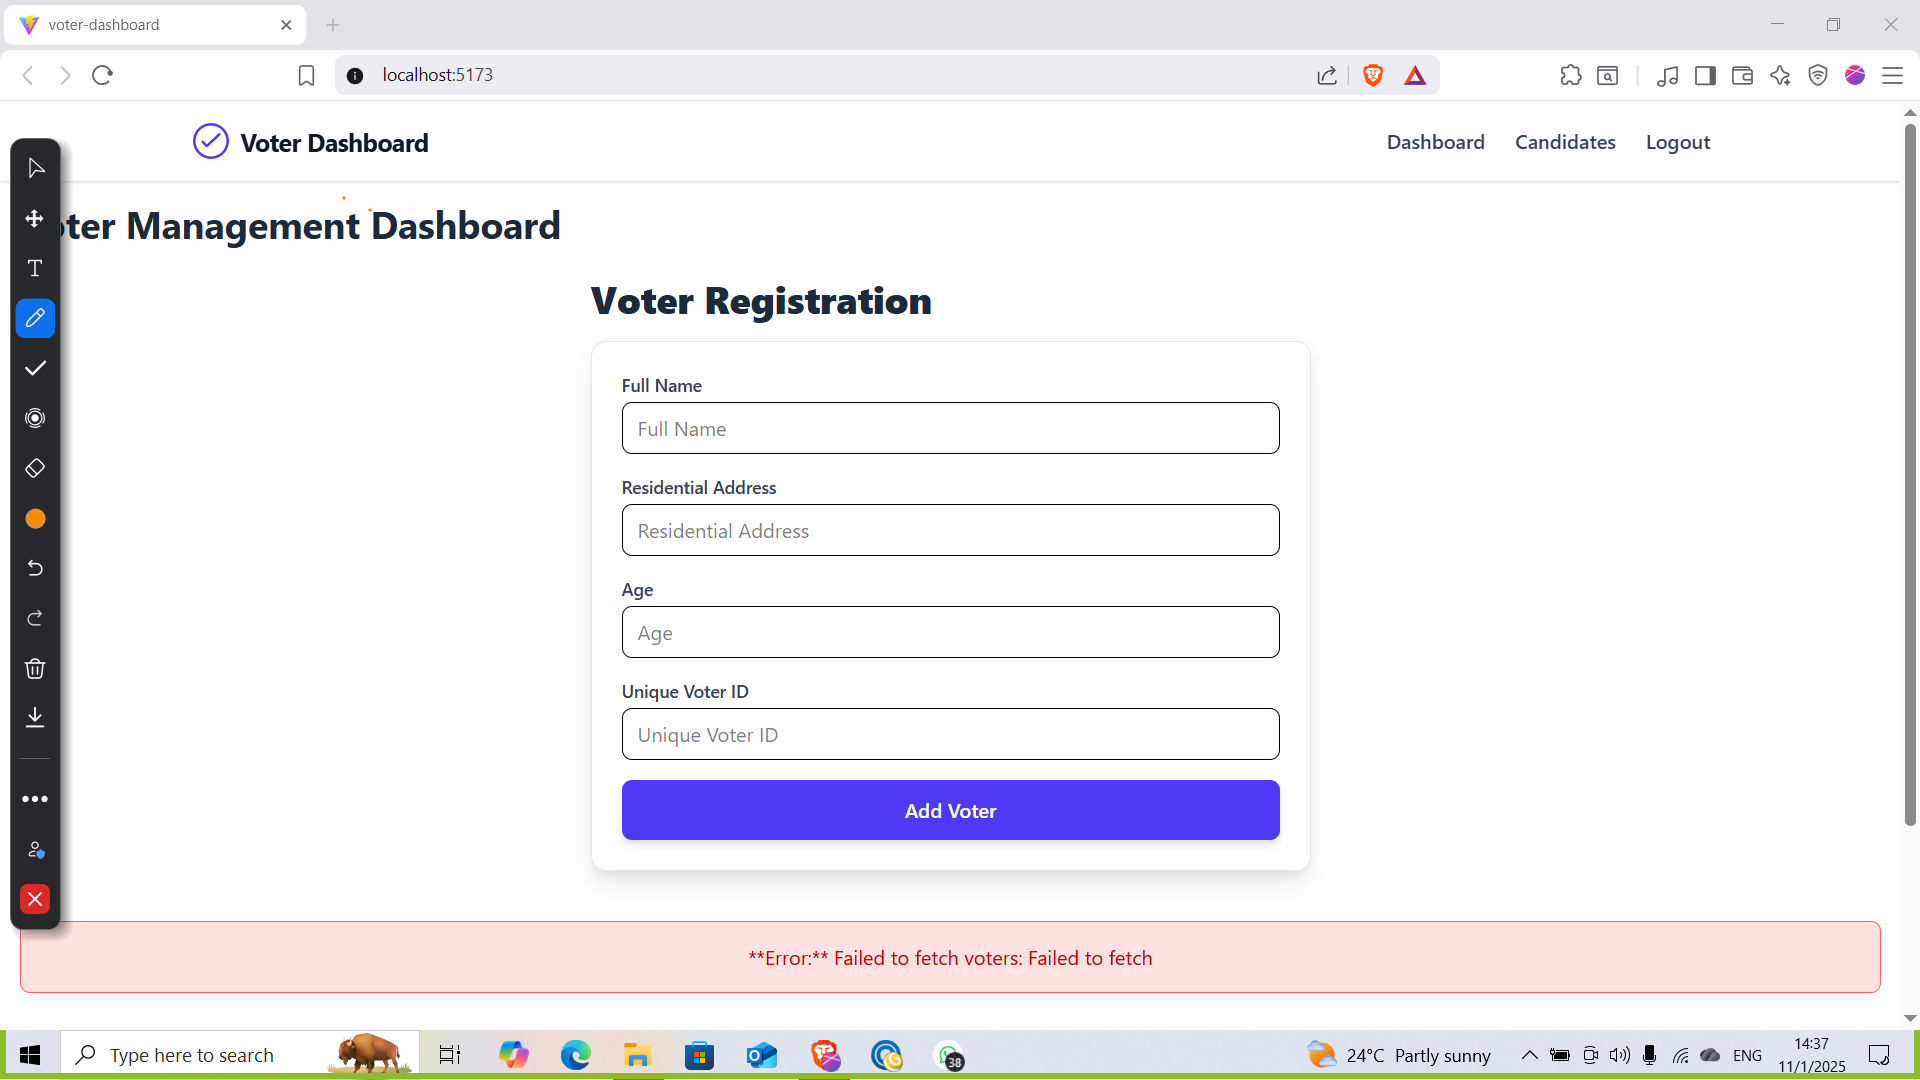 voter-dashboard
localhost:5173
Voter Dashboard
Dashboard
Candidates
Logout
ter Management Dashboard
Voter Registration
Full Name
Full Name
Residential Address
Residential Address
Age
Age
Unique Voter ID
Unique Voter ID
Add Voter
**Error:** Failed to fetch voters: Failed to fetch
Type here to search
38
24°C Partly sunny
ENG
14:37
11/1/2025